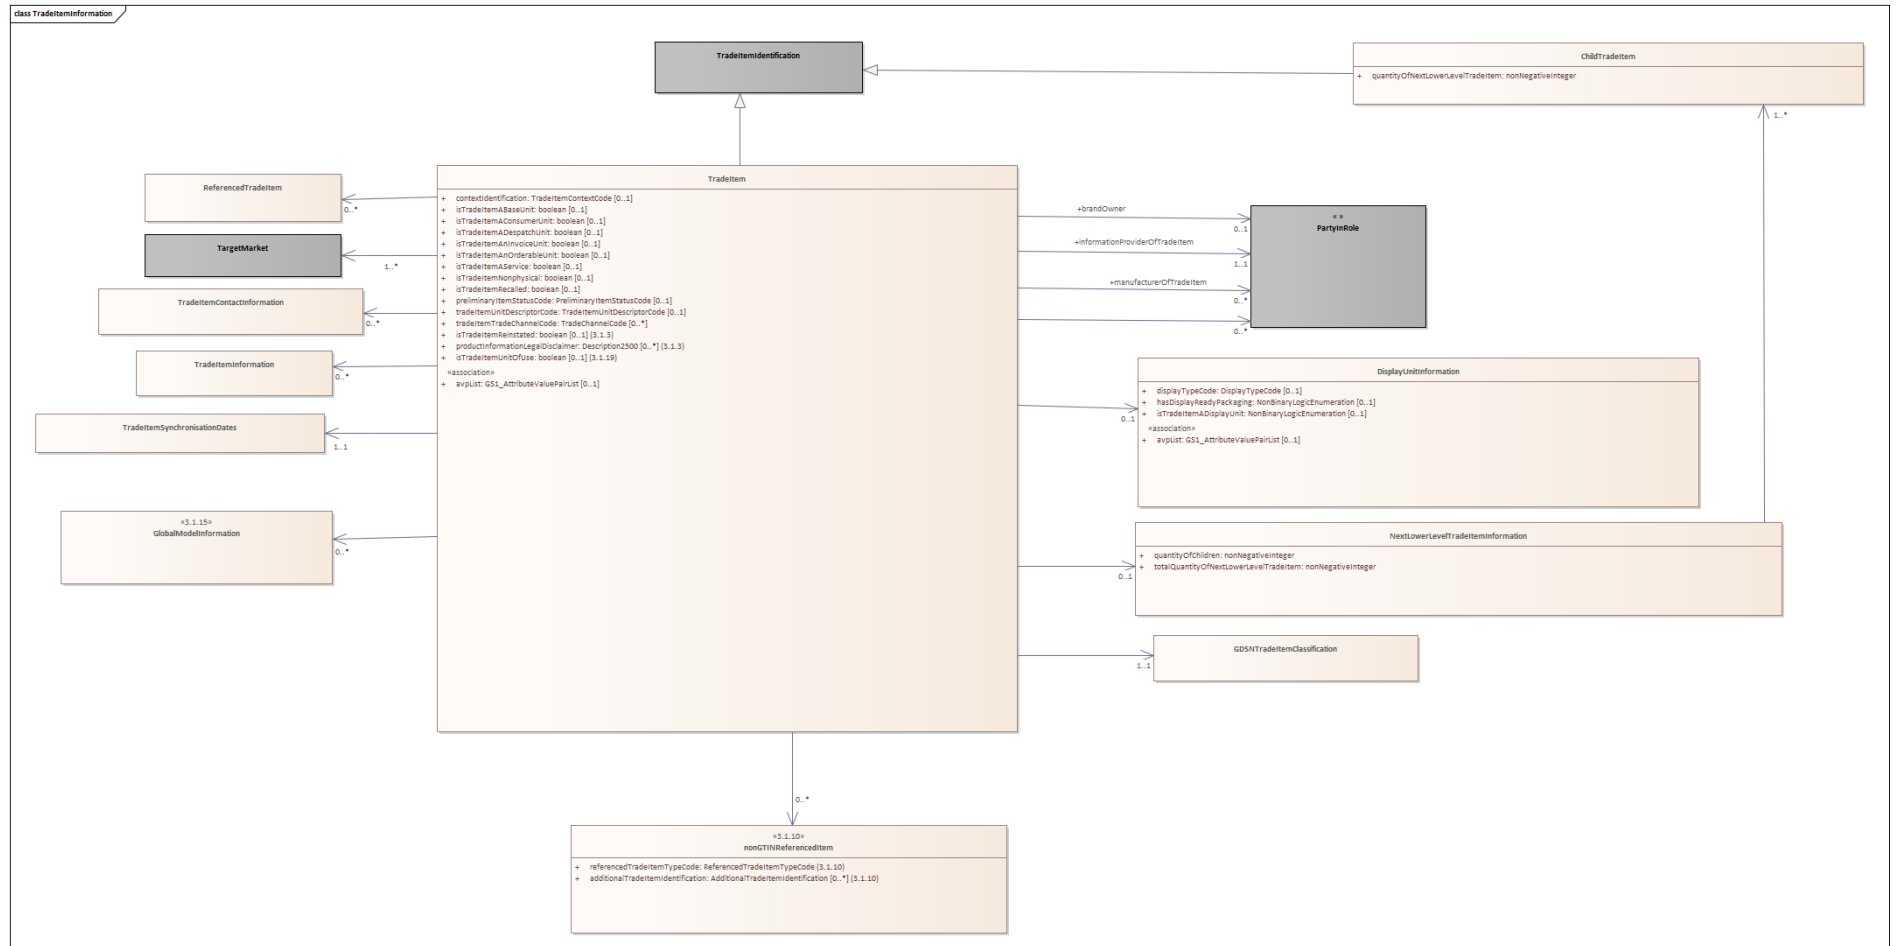 class TradeItemInformation
TradeItemIdentification
ChildTradeItem
+ quantityOfNextLowerLevelTradeItem: nonNegativeInteger
1..*
ReferencedTradeItem
0..*
TargetMarket
1..*
TradeItemContactInformation
0..*
TradeItemInformation
0..*
TradeItemSynchronisationDates
1..1
«3.1.15»
GlobalModelInformation
0..*
TradeItem
+ contextIdentification: TradeItemContextCode [0..1]
+ isTradeItemABaseUnit: boolean [0..1]
+ isTradeItemAConsumerUnit: boolean [0..1]
+ isTradeItemADespatchUnit: boolean [0..1]
+ isTradeItemAnInvoiceUnit: boolean [0..1]
+ isTradeItemAnOrderableUnit: boolean [0..1]
+ isTradeItemAService: boolean [0..1]
+ isTradeItemNonphysical: boolean [0..1]
+ isTradeItemRecalled: boolean [0..1]
+ preliminaryItemStatusCode: PreliminaryItemStatusCode [0..1]
+ tradeItemUnitDescriptorCode: TradeItemUnitDescriptorCode [0..1]
+ tradeItemTradeChannelCode: TradeChannelCode [0..*]
+ isTradeItemReinstated: boolean [0..1] (3.1.3)
+ productInformationLegalDisclaimer: Description2500 [0..*] (3.1.3)
+ isTradeItemUnitOfUse: boolean [0..1] (3.1.19)
«association»
+ avpList: GS1_AttributeValuePairList [0..1]
+brandOwner
0..1
+informationProviderOfTradeItem
1..1
+manufacturerOfTradeItem
0..*
0..*
« »
PartyInRole
DisplayUnitInformation
+ displayTypeCode: DisplayTypeCode [0..1]
+ hasDisplayReadyPackaging: NonBinaryLogicEnumeration [0..1]
+ isTradeItemADisplayUnit: NonBinaryLogicEnumeration [0..1]
«association»
+ avpList: GS1_AttributeValuePairList [0..1]
0..1
NextLowerLevelTradeItemInformation
+ quantityOfChildren: nonNegativeInteger
+ totalQuantityOfNextLowerLevelTradeItem: nonNegativeInteger
0..1
GDSNTradeItemClassification
1..1
0..*
«3.1.10»
nonGTINReferencedItem
+ referencedTradeItemTypeCode: ReferencedTradeItemTypeCode (3.1.10)
+ additionalTradeItemIdentification: AdditionalTradeItemIdentification [0..*] (3.1.10)